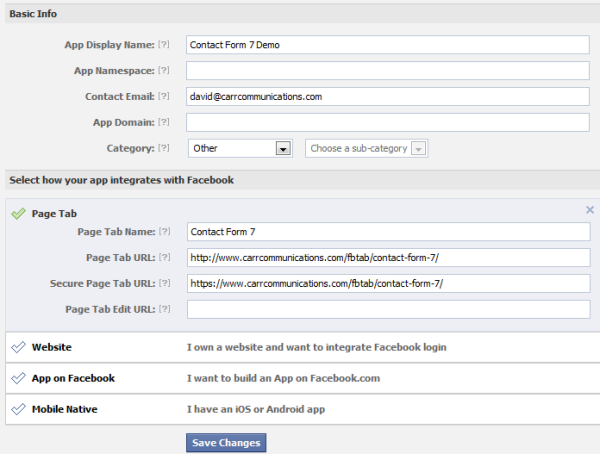 Basic Info
App Display Name: [?] Contact Form 7 Demo
App Namespace: [?]
Contact Email: [?] david@carrcommunications.com
App Domain: [?]
Category: [?] Other Choose a sub-category
Select how your app integrates with Facebook
Page Tab
Page Tab Name: [?] Contact Form 7
Page Tab URL: [?] http://www.carrcommunications.com/fbtab/contact-form-7/
Secure Page Tab URL: [?] https://www.carrcommunications.com/fbtab/contact-form-7/
Page Tab Edit URL: [?]
Website I own a website and want to integrate Facebook login
App on Facebook I want to build an App on Facebook.com
Mobile Native I have an iOS or Android app
Save Changes